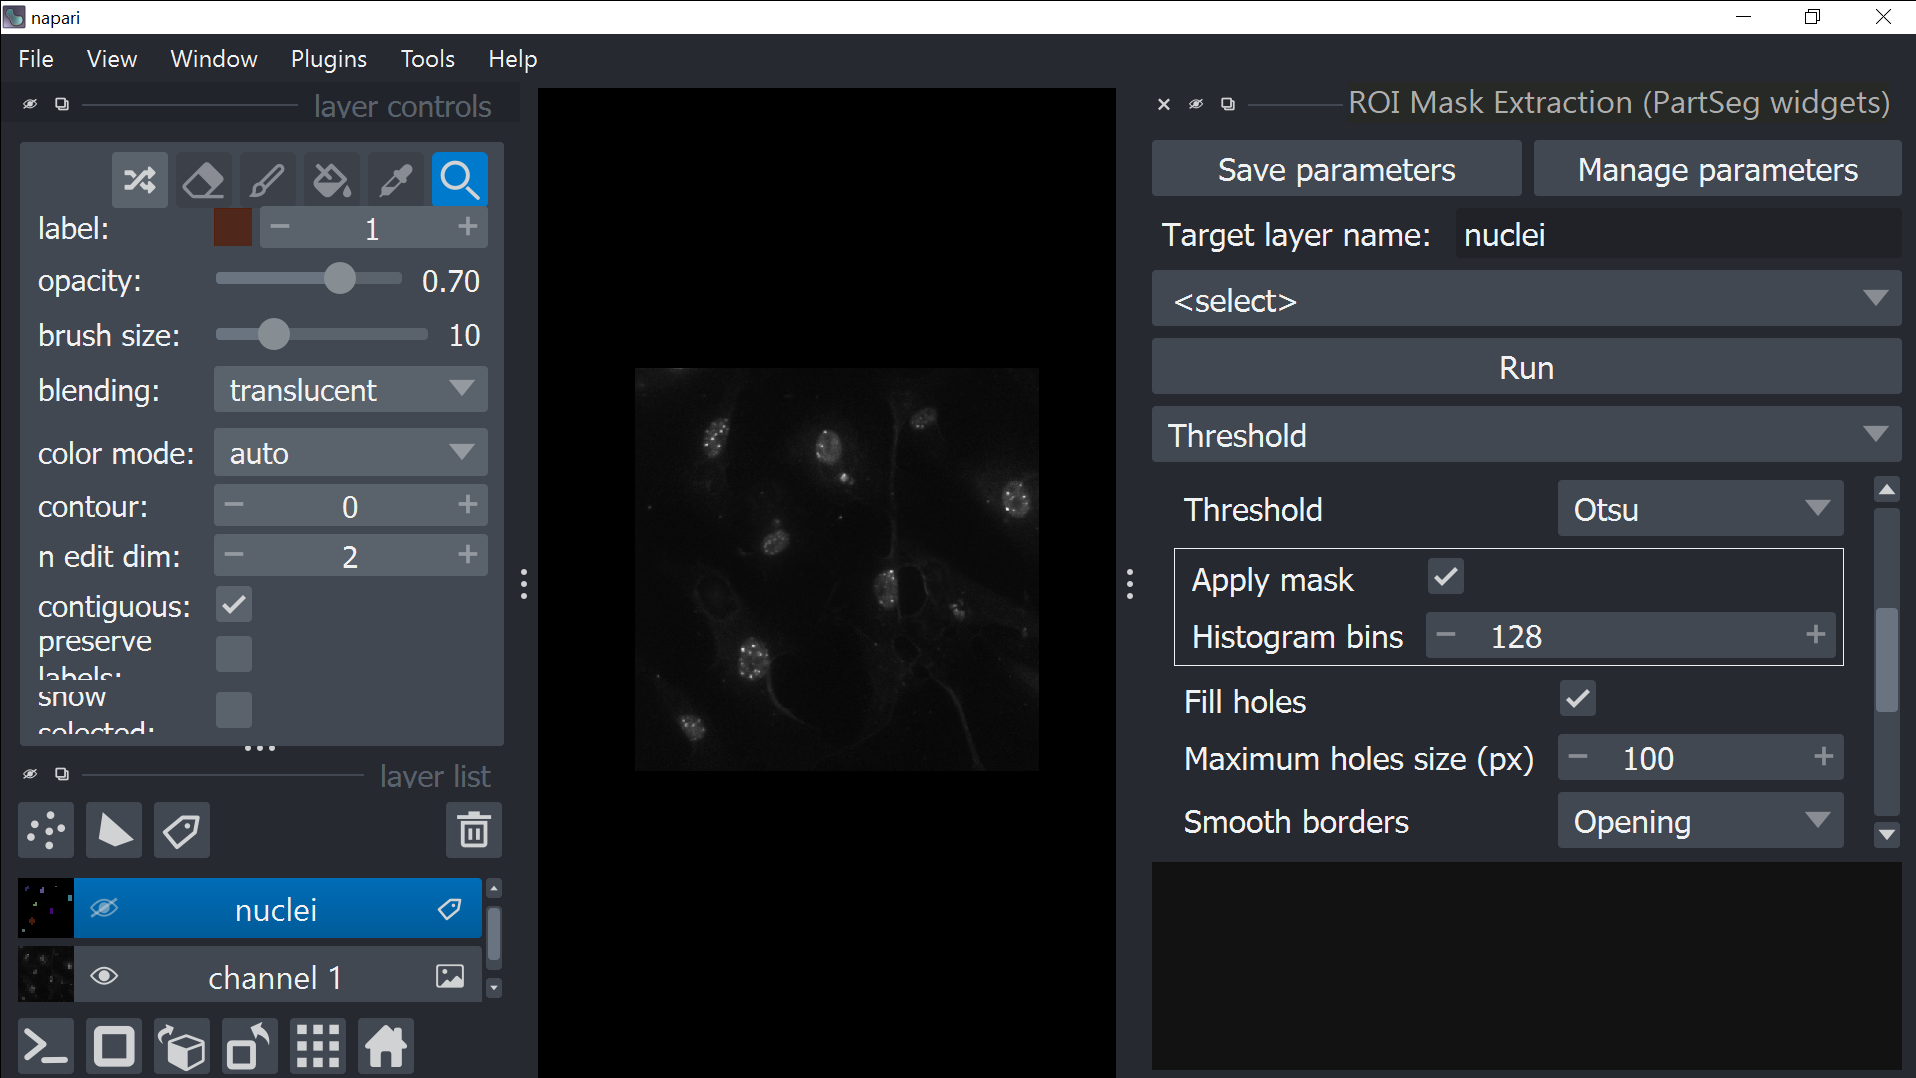 napari
File View Window Plugins Tools Help
layer controls
label: 1
opacity: 0.70
brush size: 10
blending: translucent
color mode: auto
contour: 0
n edit dim: 2
contiguous:
preserve
labels:
show
selected:
layer list
nuclei
channel 1
ROI Mask Extraction (PartSeg widgets)
Save parameters Manage parameters
Target layer name: nuclei
<select>
Run
Threshold
Threshold Otsu
Apply mask
Histogram bins 128
Fill holes
Maximum holes size (px) 100
Smooth borders Opening